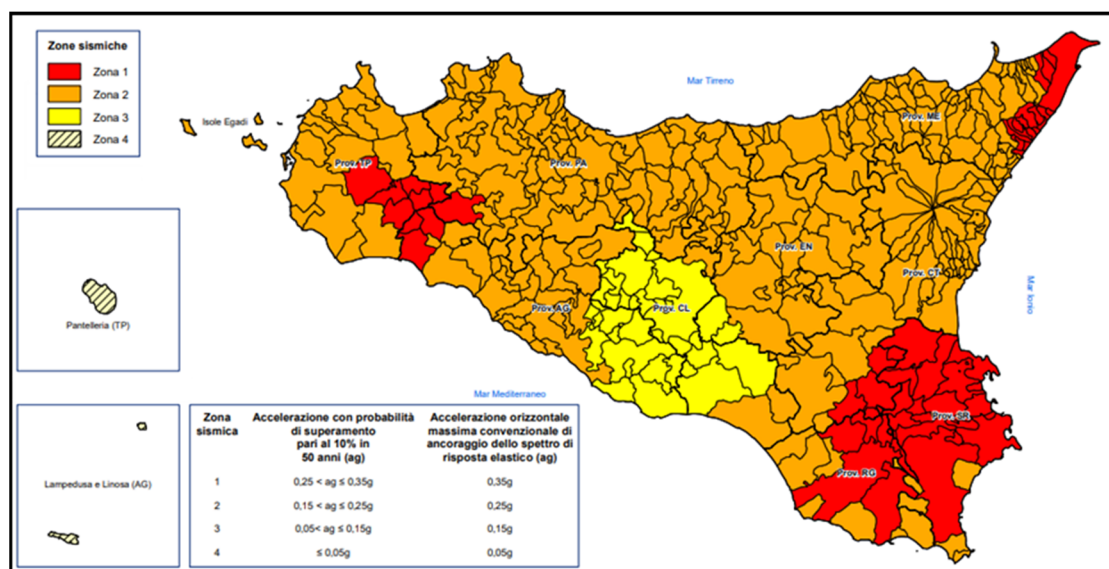 Zone sismiche
Zona 1
Zona 2
Zona 3
Zona 4
Mar Tirreno
Isole Egadi
Prov. TP
Prov. PA
Prov. ME
Prov. EN
Prov. CT
Mar Ionio
Prov. AG
Prov. CL
Prov. SR
Prov. RG
Pantelleria (TP)
Mar Mediterraneo
Lampedusa e Linosa (AG)
Zona
sismica
Accelerazione con probabilità
di superamento
pari al 10% in
50 anni (ag)
Accelerazione orizzontale
massima convenzionale di
ancoraggio dello spettro di
risposta elastico (ag)
1 0,25 < ag ≤ 0,35g 0,35g
2 0,15 < ag ≤ 0,25g 0,25g
3 0,05< ag ≤ 0,15g 0,15g
4 ≤ 0,05g 0,05g